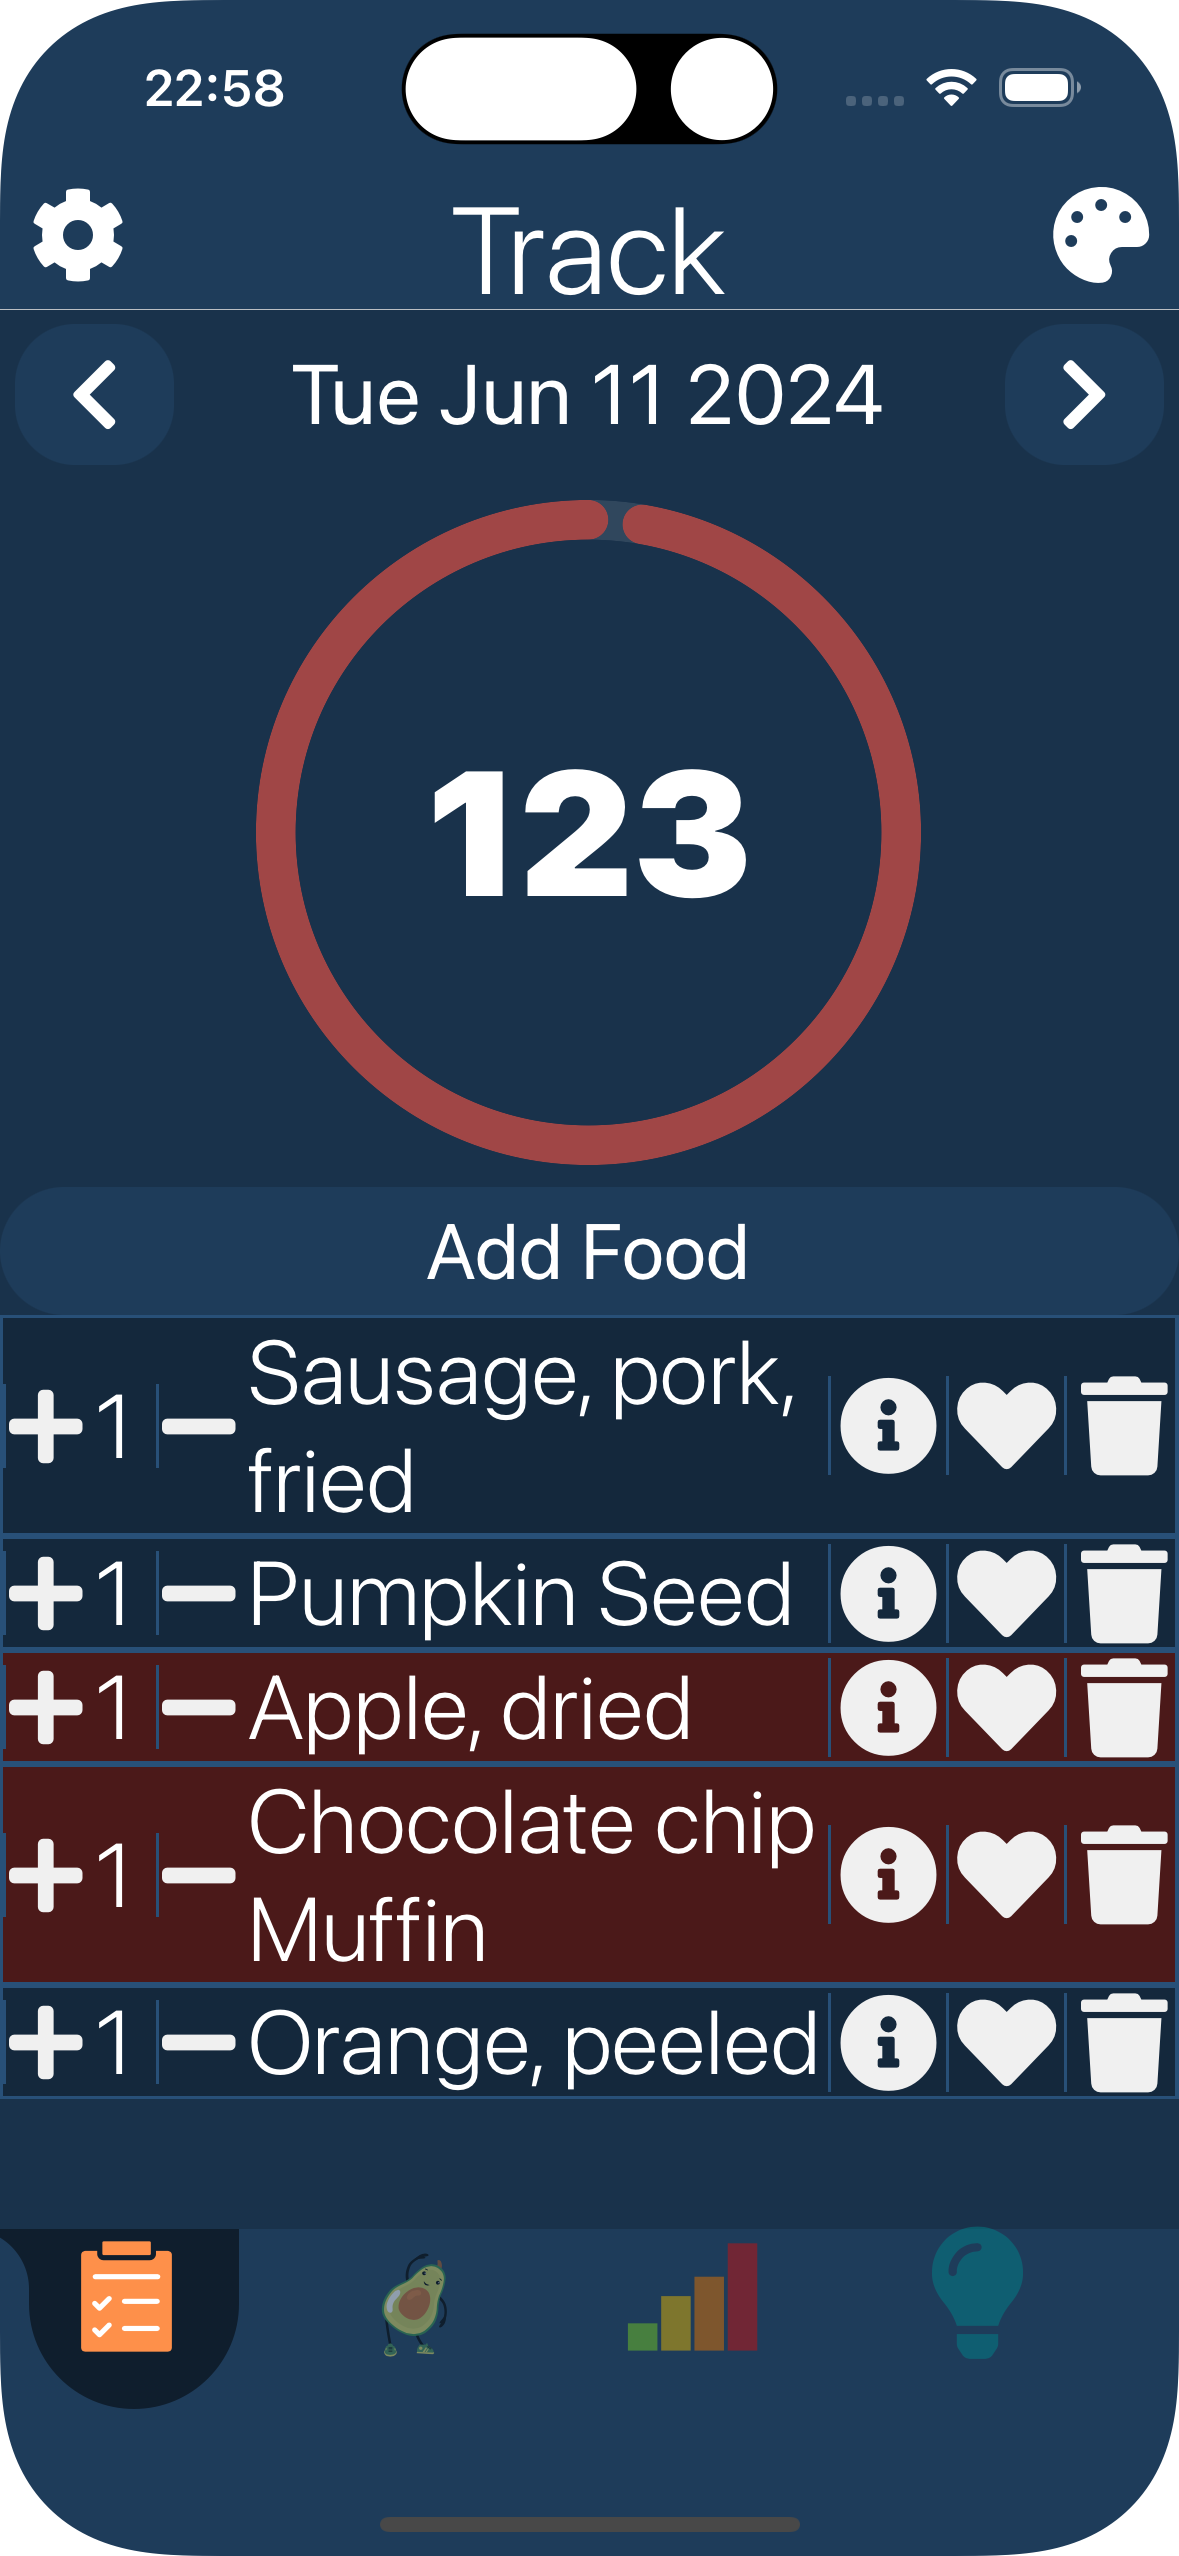 22:58
Track
Tue Jun 11 2024
123
Add Food
1
Sausage, pork,
fried
1
Pumpkin Seed
1
Apple, dried
1
Chocolate chip
Muffin
1
Orange, peeled